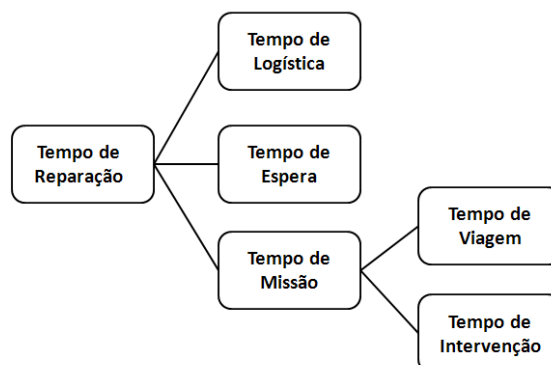 Tempo de
Logística
Tempo de
Reparação
Tempo de
Espera
Tempo de
Missão
Tempo de
Viagem
Tempo de
Intervenção